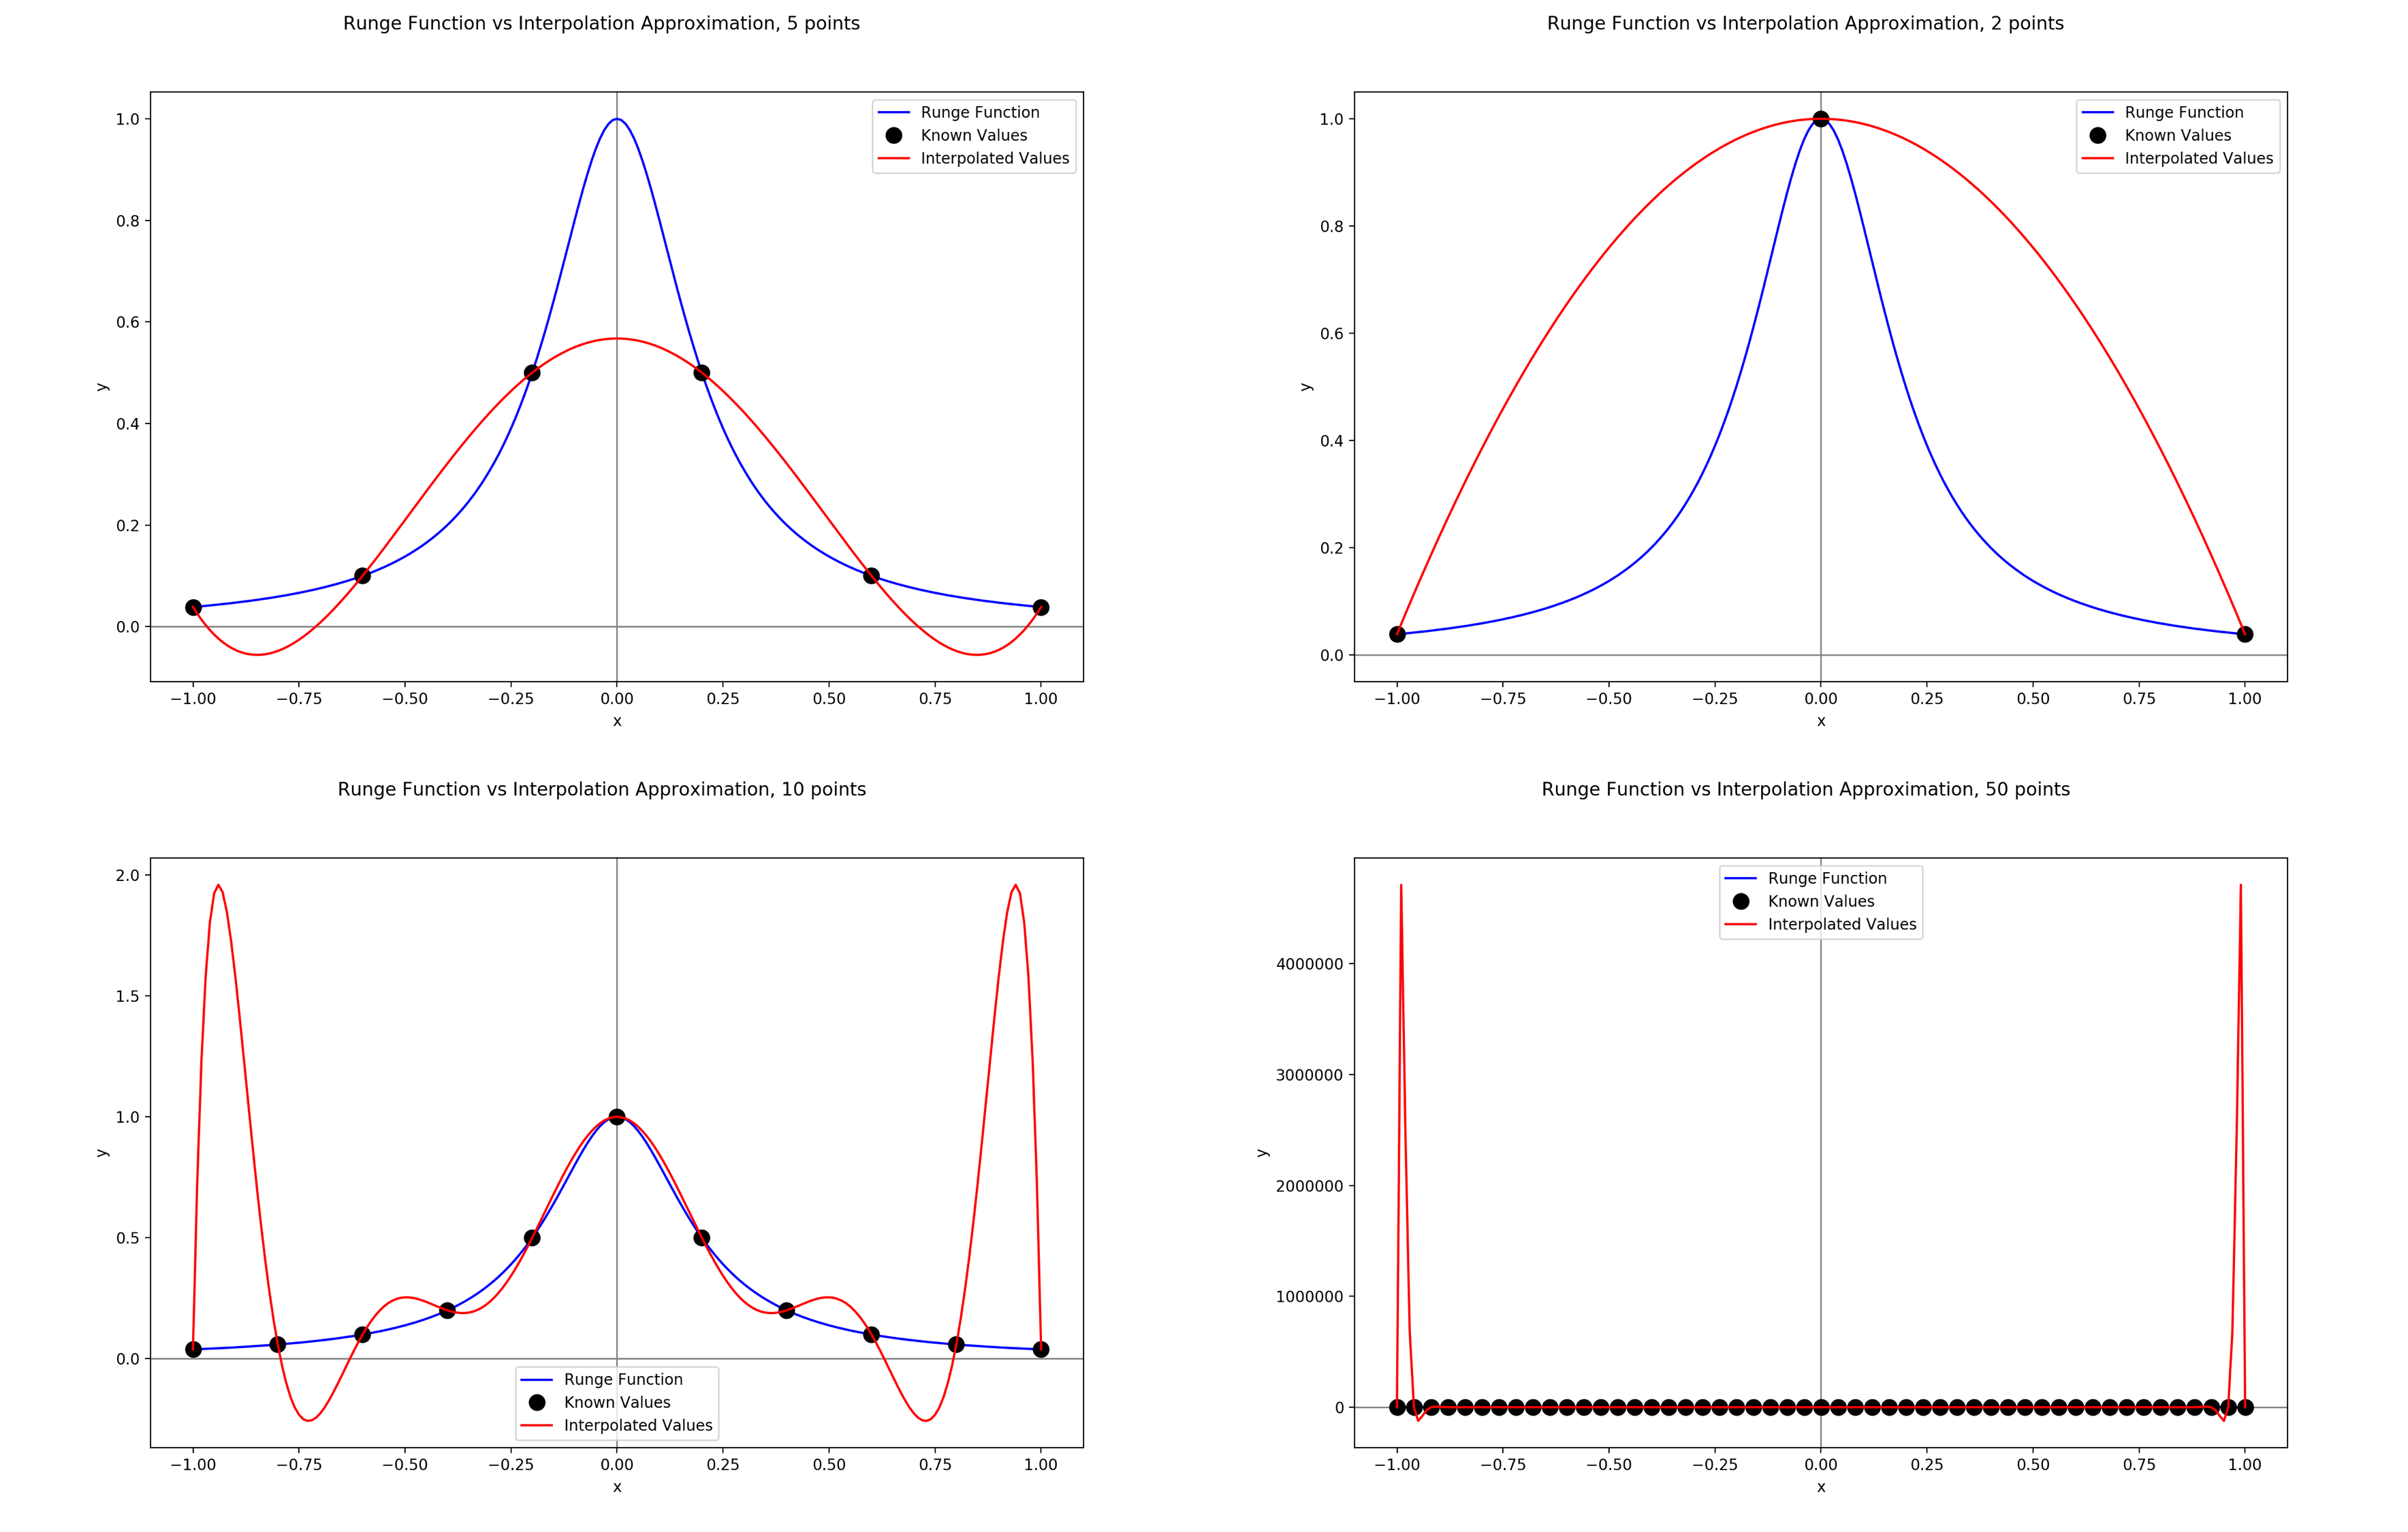 Runge Function vs Interpolation Approximation, 5 points
Runge Function
Known Values
Interpolated Values
1.0
0.8
0.6
0.4
0.2
0.0
y
−1.00 −0.75 −0.50 −0.25 0.00 0.25 0.50 0.75 1.00
x
Runge Function vs Interpolation Approximation, 2 points
Runge Function
Known Values
Interpolated Values
1.0
0.8
0.6
0.4
0.2
0.0
y
−1.00 −0.75 −0.50 −0.25 0.00 0.25 0.50 0.75 1.00
x
Runge Function vs Interpolation Approximation, 10 points
2.0
1.5
1.0
0.5
0.0
y
Runge Function
Known Values
Interpolated Values
−1.00 −0.75 −0.50 −0.25 0.00 0.25 0.50 0.75 1.00
x
Runge Function vs Interpolation Approximation, 50 points
Runge Function
Known Values
Interpolated Values
4000000
3000000
2000000
1000000
0
y
−1.00 −0.75 −0.50 −0.25 0.00 0.25 0.50 0.75 1.00
x